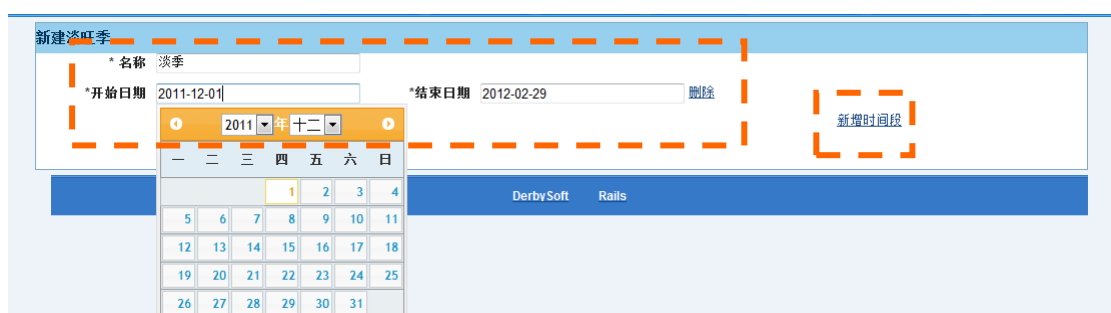 新建淡旺季
* 名称 淡季
*开始日期 2011-12-01 *结束日期 2012-02-29 删除
新增时间段
2011 年 十二
一 二 三 四 五 六 日
1 2 3 4
DerbySoft Rails
5 6 7 8 9 10 11
12 13 14 15 16 17 18
19 20 21 22 23 24 25
26 27 28 29 30 31